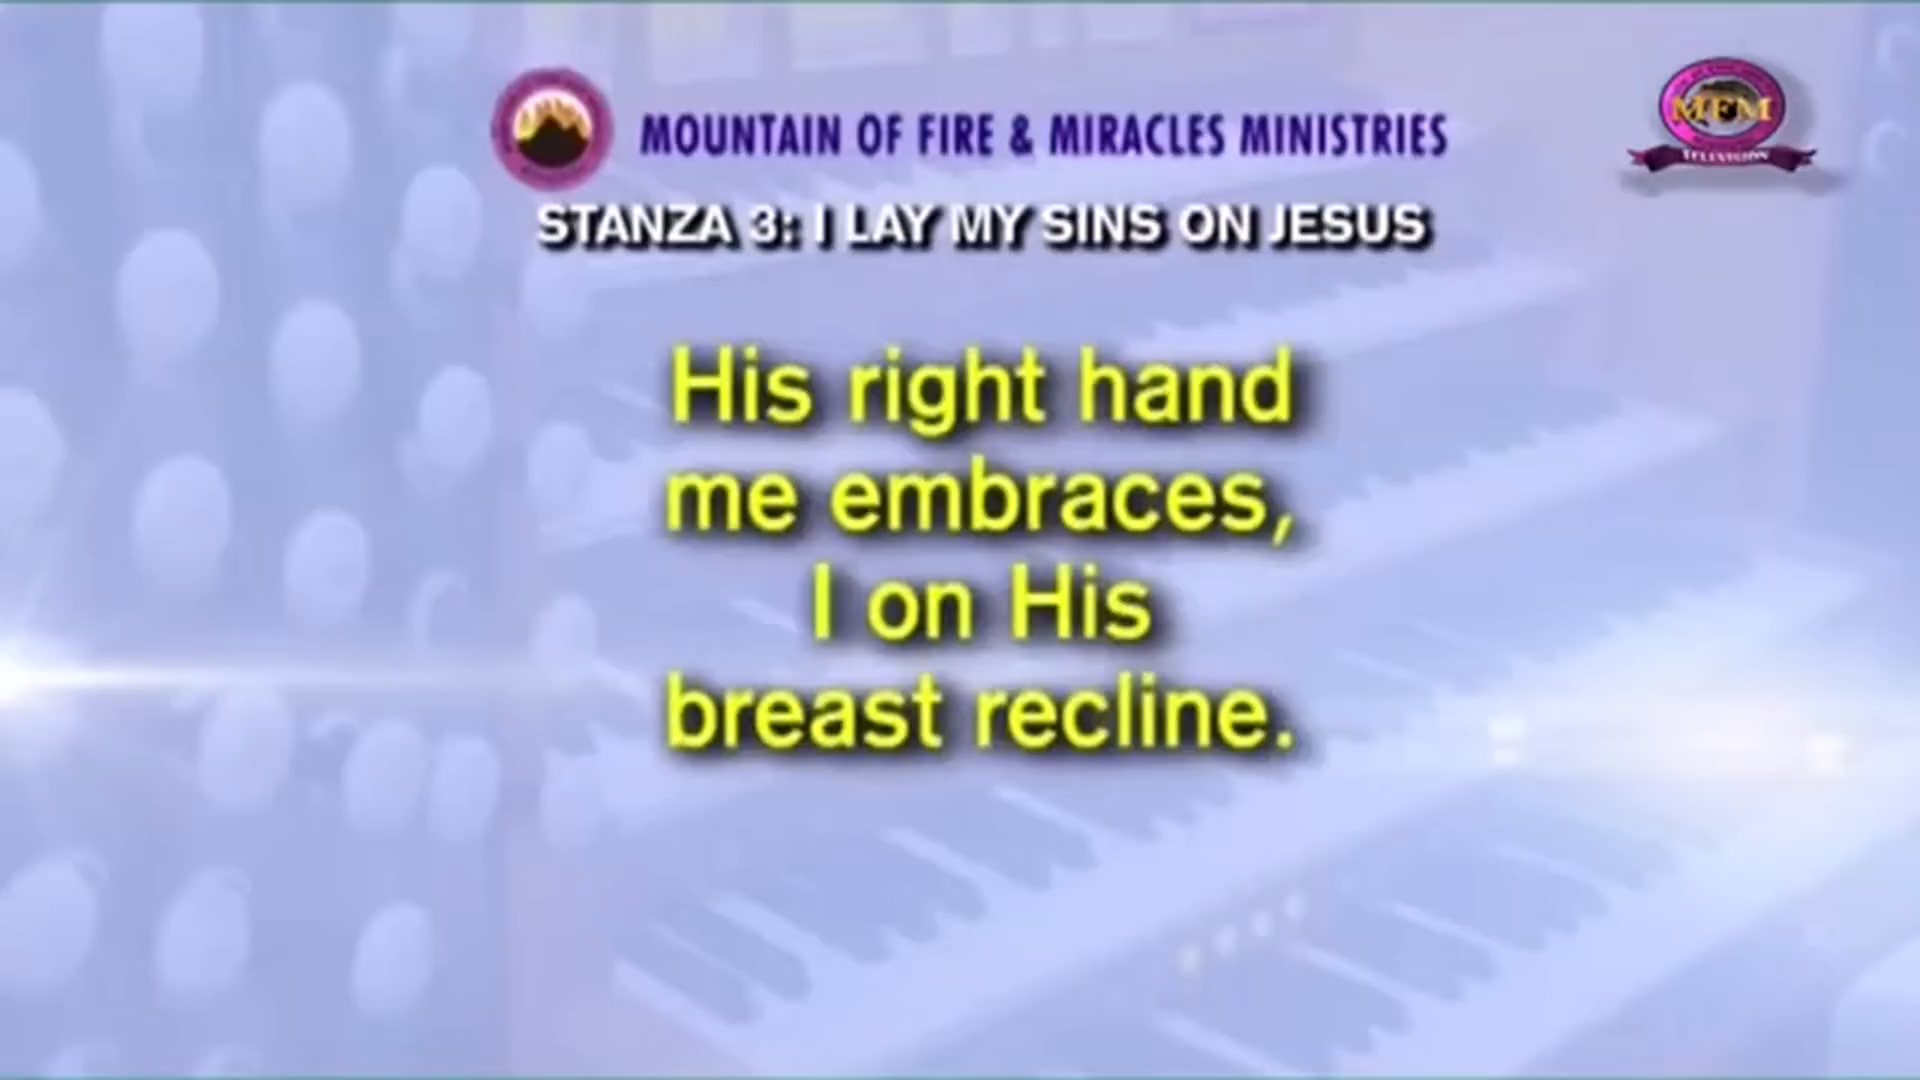 MOUNTAIN OF FIRE & MIRACLES MINISTRIES
MFM
TELEVISION
STANZA 3: I LAY MY SINS ON JESUS
His right hand
me embraces,
I on His
breast recline.